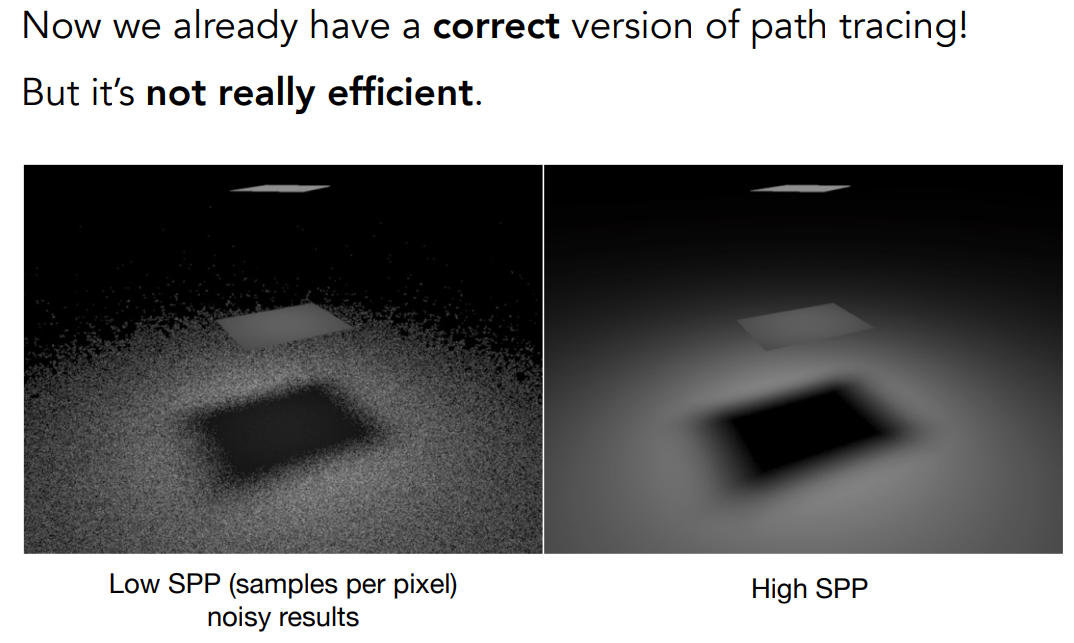 Now we already have a correct version of path tracing!
But it’s not really efficient.
Low SPP (samples per pixel)
noisy results
High SPP